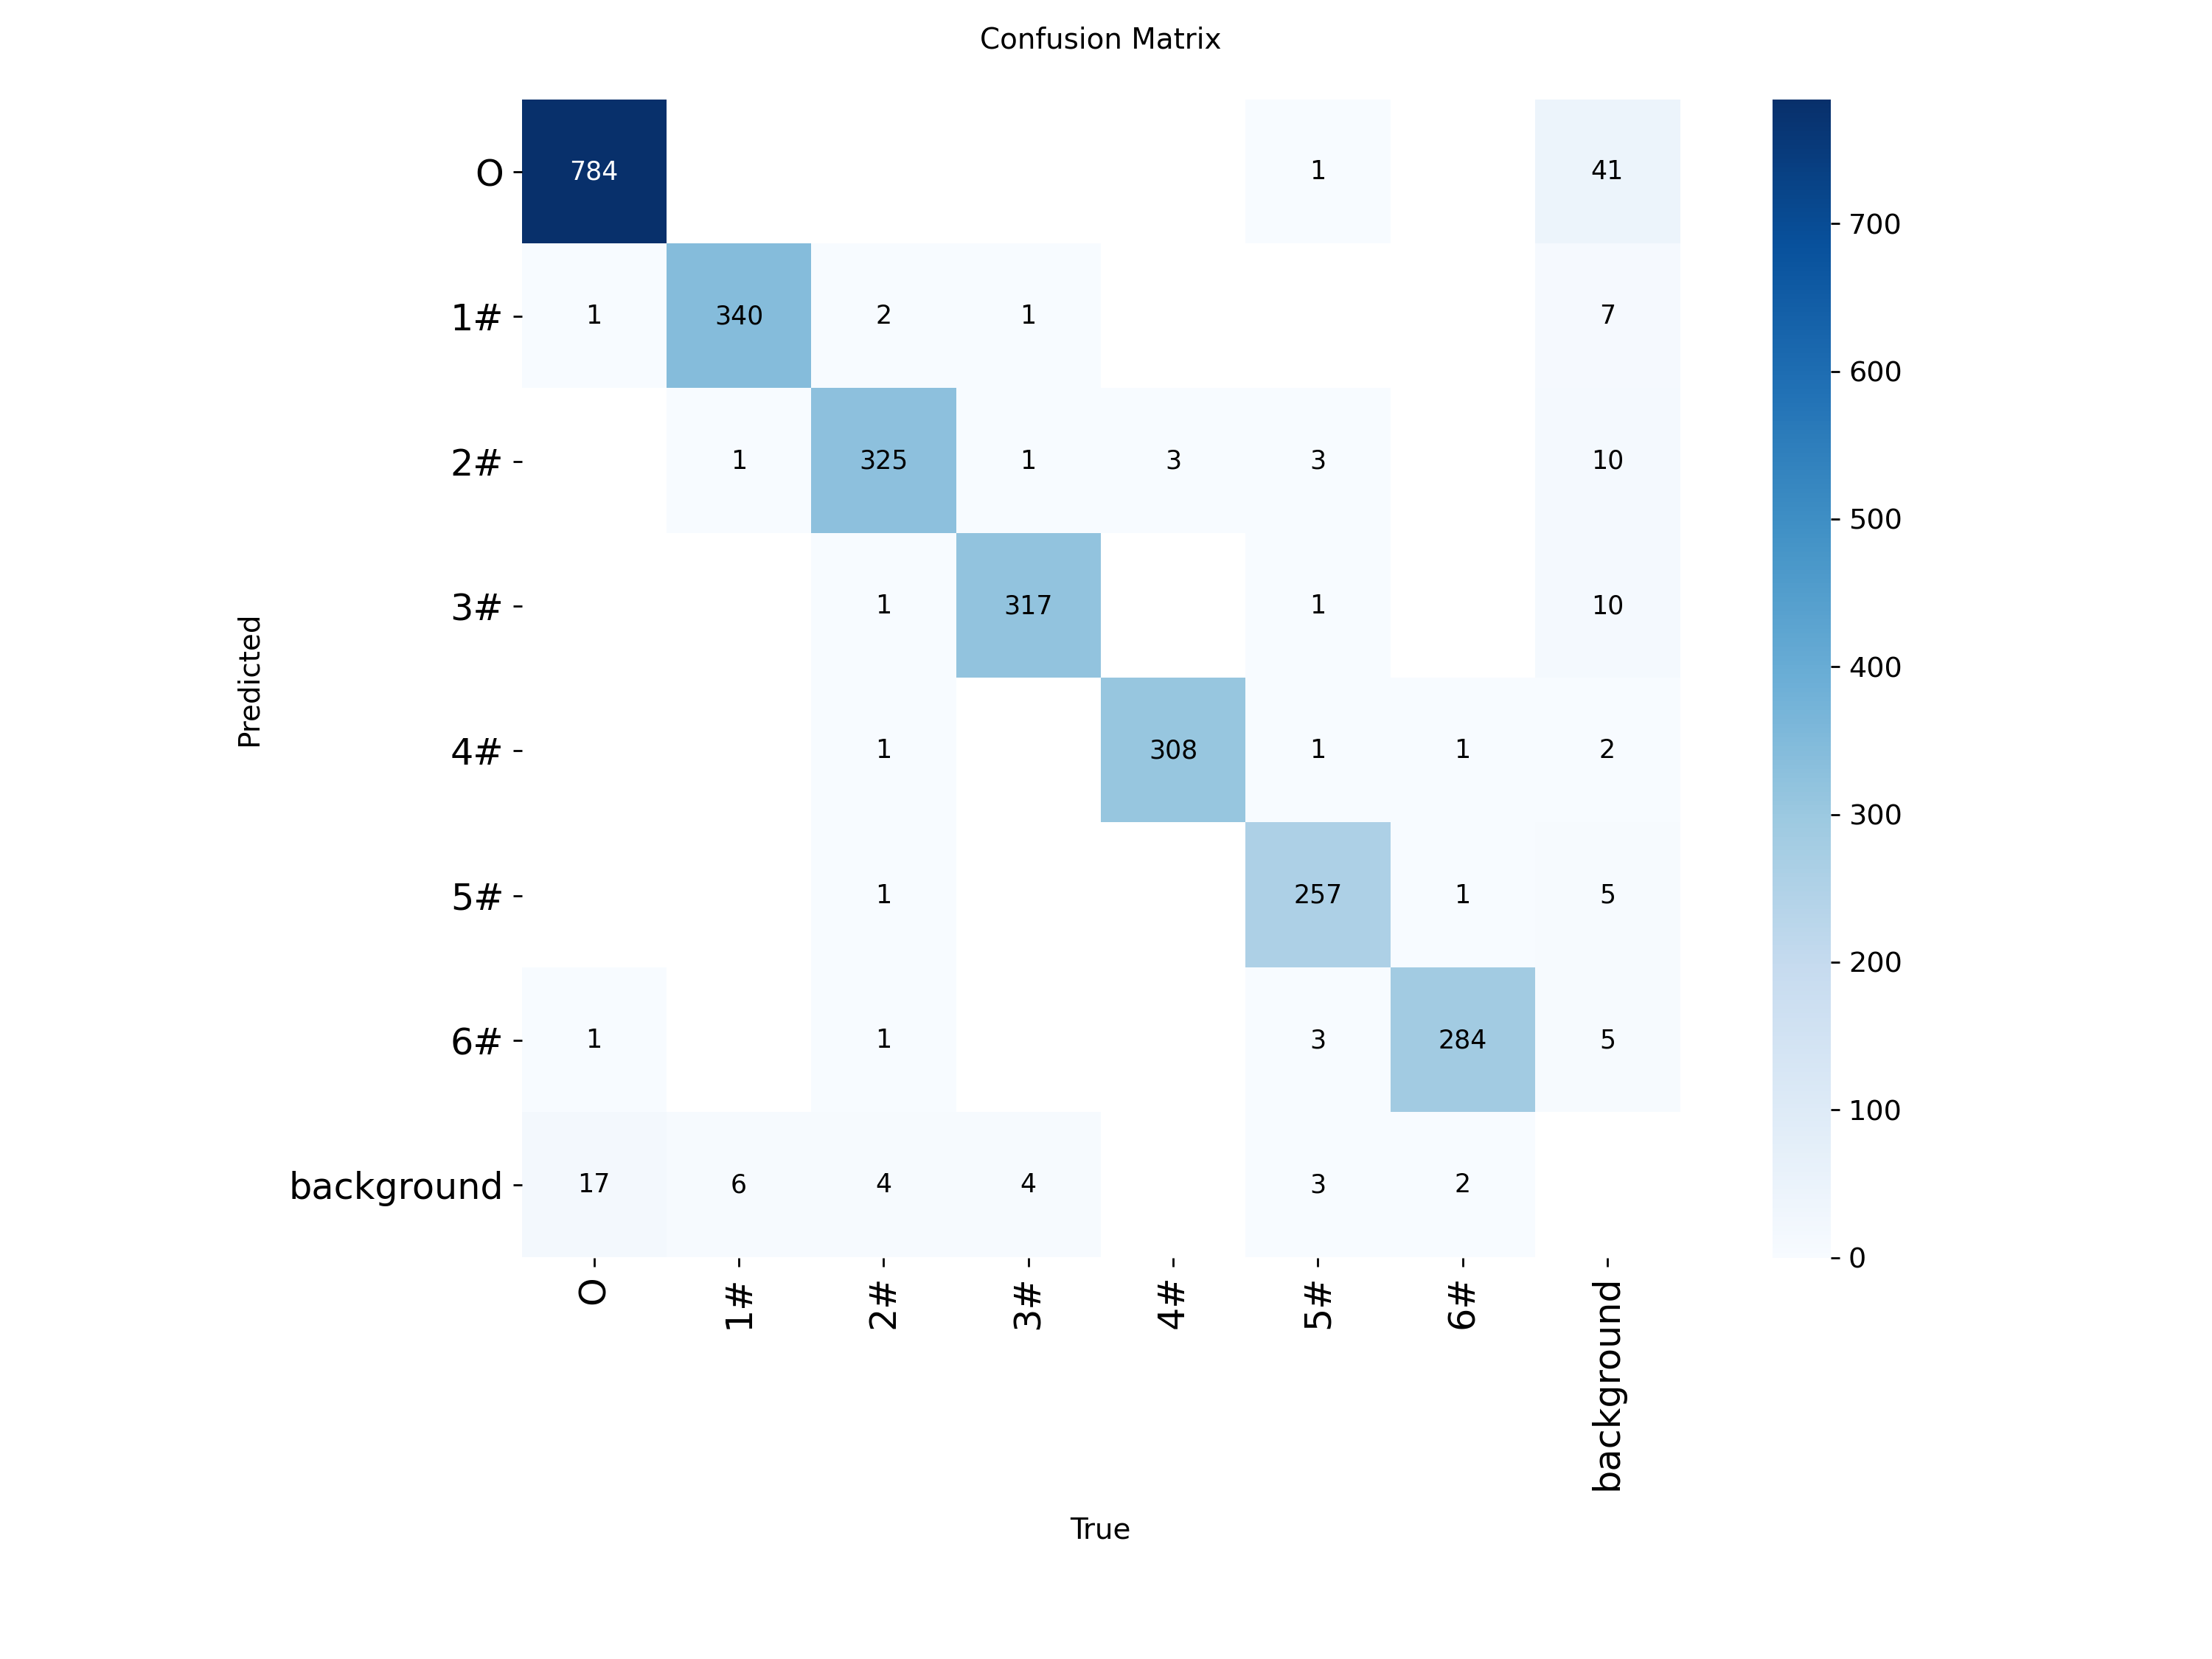 Confusion Matrix
O 784 1 41
1# 1 340 2 1 7
2# 1 325 1 3 3 10
3# 1 317 1 10
4# 1 308 1 1 2
5# 1 257 1 5
6# 1 1 3 284 5
background 17 6 4 4 3 2
O 1# 2# 3# 4# 5# 6# background
Predicted
True
700
600
500
400
300
200
100
0